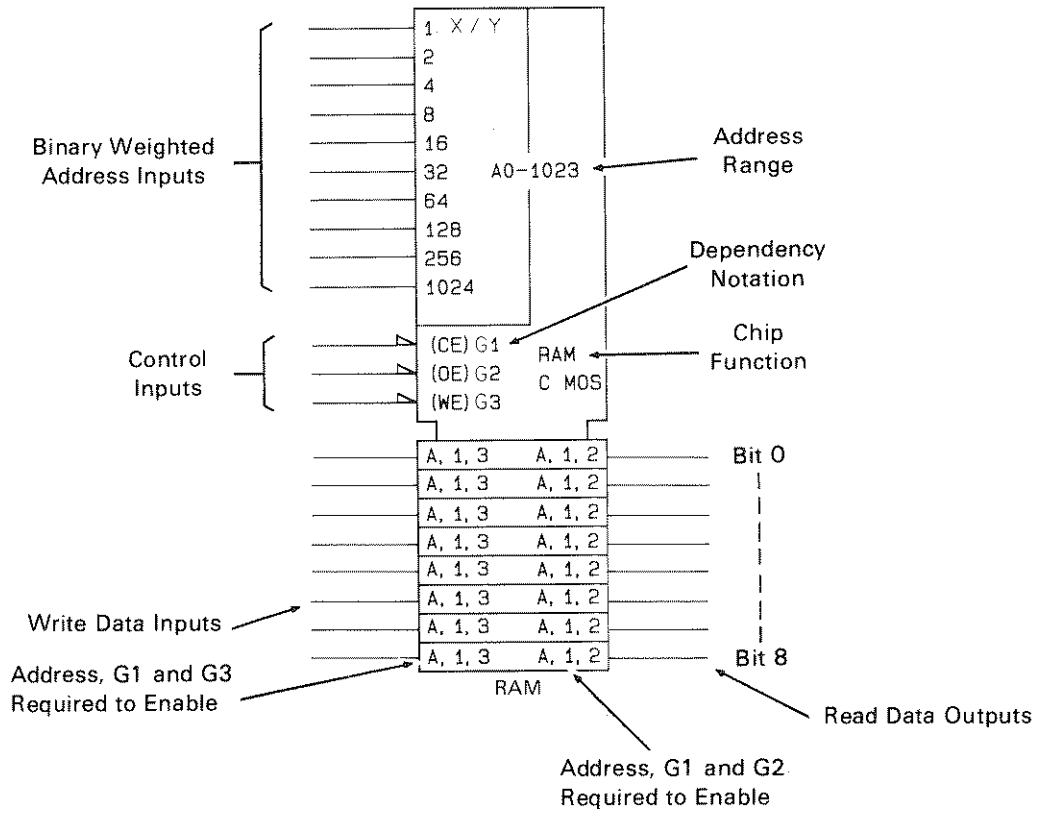 1 X / Y
2
4
8
16
32
64
128
256
1024
Binary Weighted
Address Inputs
A0-1023
Address
Range
Dependency
Notation
Control
Inputs
(CE) G1
(OE) G2
(WE) G3
RAM
C MOS
Chip
Function
A, 1, 3 A, 1, 2 Bit 0
A, 1, 3 A, 1, 2
A, 1, 3 A, 1, 2
A, 1, 3 A, 1, 2
A, 1, 3 A, 1, 2
A, 1, 3 A, 1, 2
A, 1, 3 A, 1, 2
A, 1, 3 A, 1, 2 Bit 8
Write Data Inputs
Address, G1 and G3
Required to Enable
RAM
Read Data Outputs
Address, G1 and G2
Required to Enable